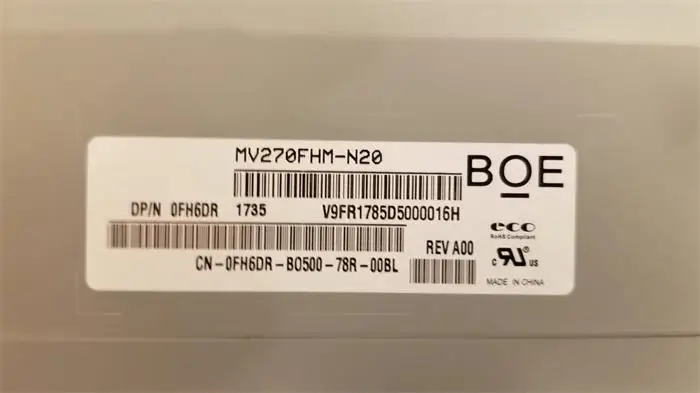 MV270FHM-N20
BOE
DP/N 0FH6DR 1735 V9FR1785D5000016H
eco
RoHS Compliant
REV A00
c RU US
CN-0FH6DR-BO500-78R-00BL
MADE IN CHINA